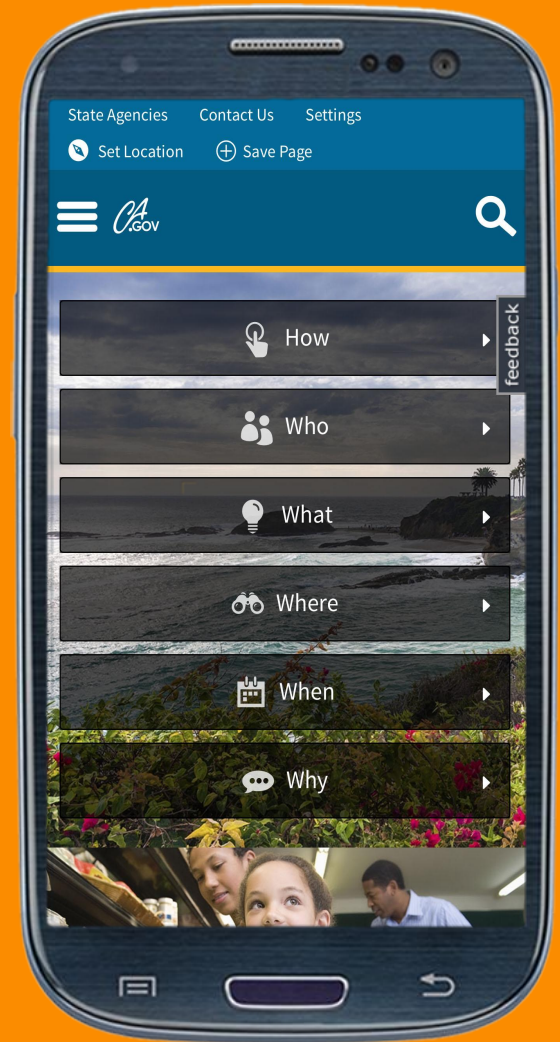 State Agencies Contact Us Settings
Set Location Save Page
CA.GOV
feedback
How
Who
What
Where
When
Why